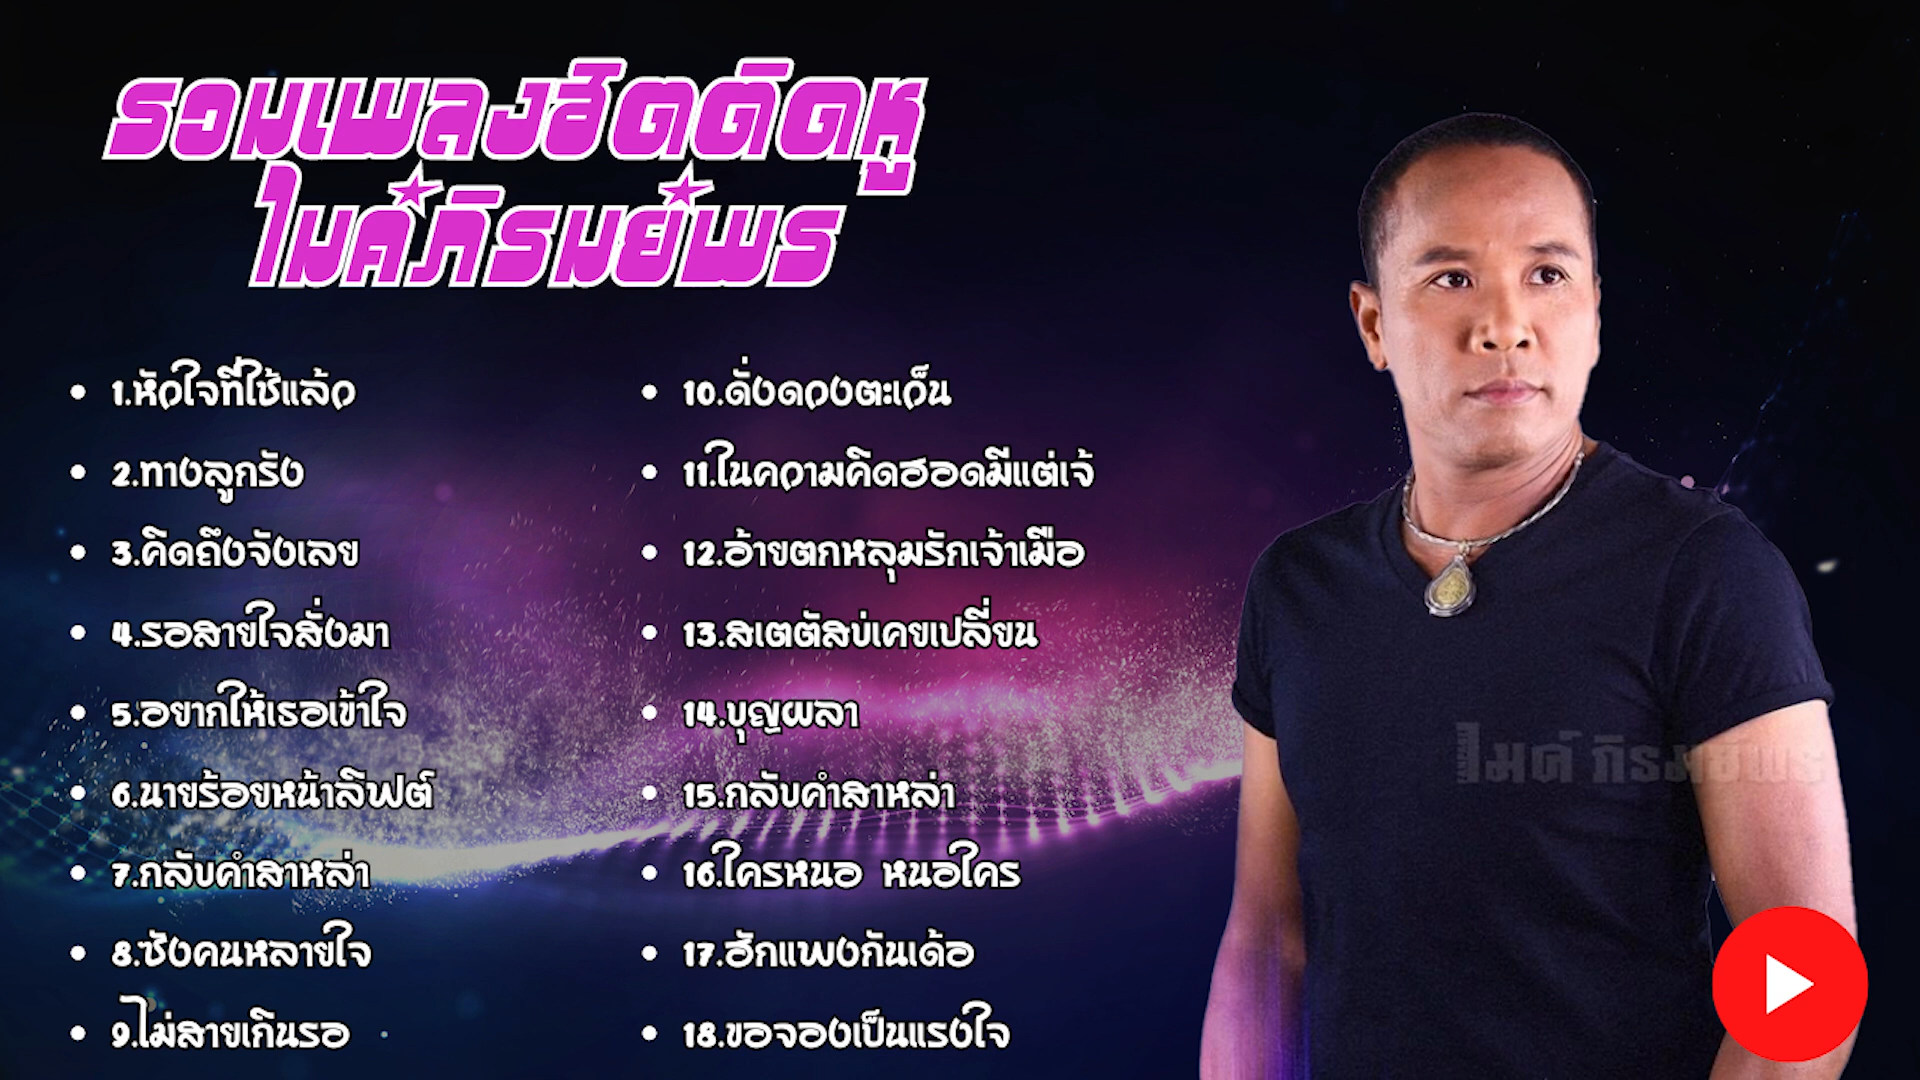 รวมเพลงฮิตติดหู
ไมค์ภิรมย์พร
1.หัวใจที่ใช้แล้ว
2.ทางลูกรัง
3.คิดถึงจังเลย
4.รอสายใจสั่งมา
5.อยากให้เธอเข้าใจ
6.นายร้อยหน้าลิฟต์
7.กลับคำสาหล่า
8.ซังคนหลายใจ
9.ไม่สายเกินรอ
10.ดั่งดวงตะเว็น
11.ในความคิดฮอดมีแต่เจ้
12.อ้ายตกหลุมรักเจ้าเมือ
13.สเตตัสบ่เคยเปลี่ยน
14.บุญผลา
15.กลับคำสาหล่า
16.ใครหนอ หนอใคร
17.ฮักแพงกันเด้อ
18.ขอจองเป็นแรงใจ
ไมค์ ภิรมย์พร